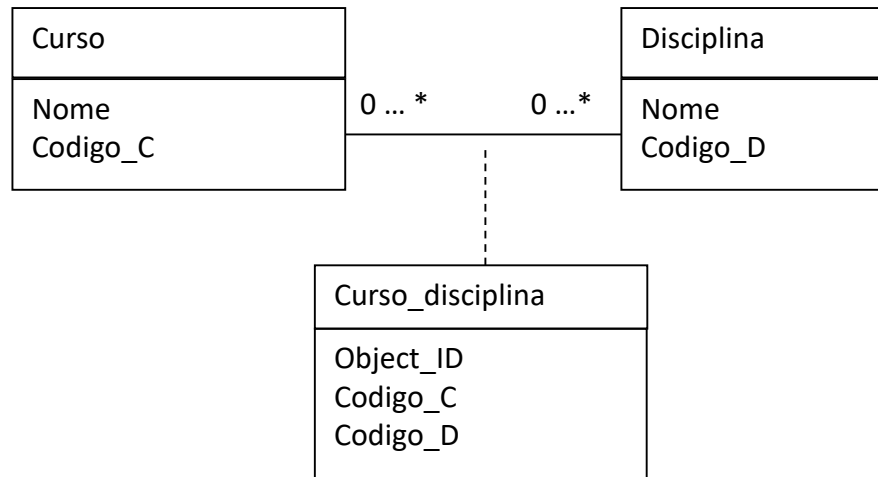 Curso
Nome
Codigo_C
0 ... *
0 ...*
Disciplina
Nome
Codigo_D
Curso_disciplina
Object_ID
Codigo_C
Codigo_D